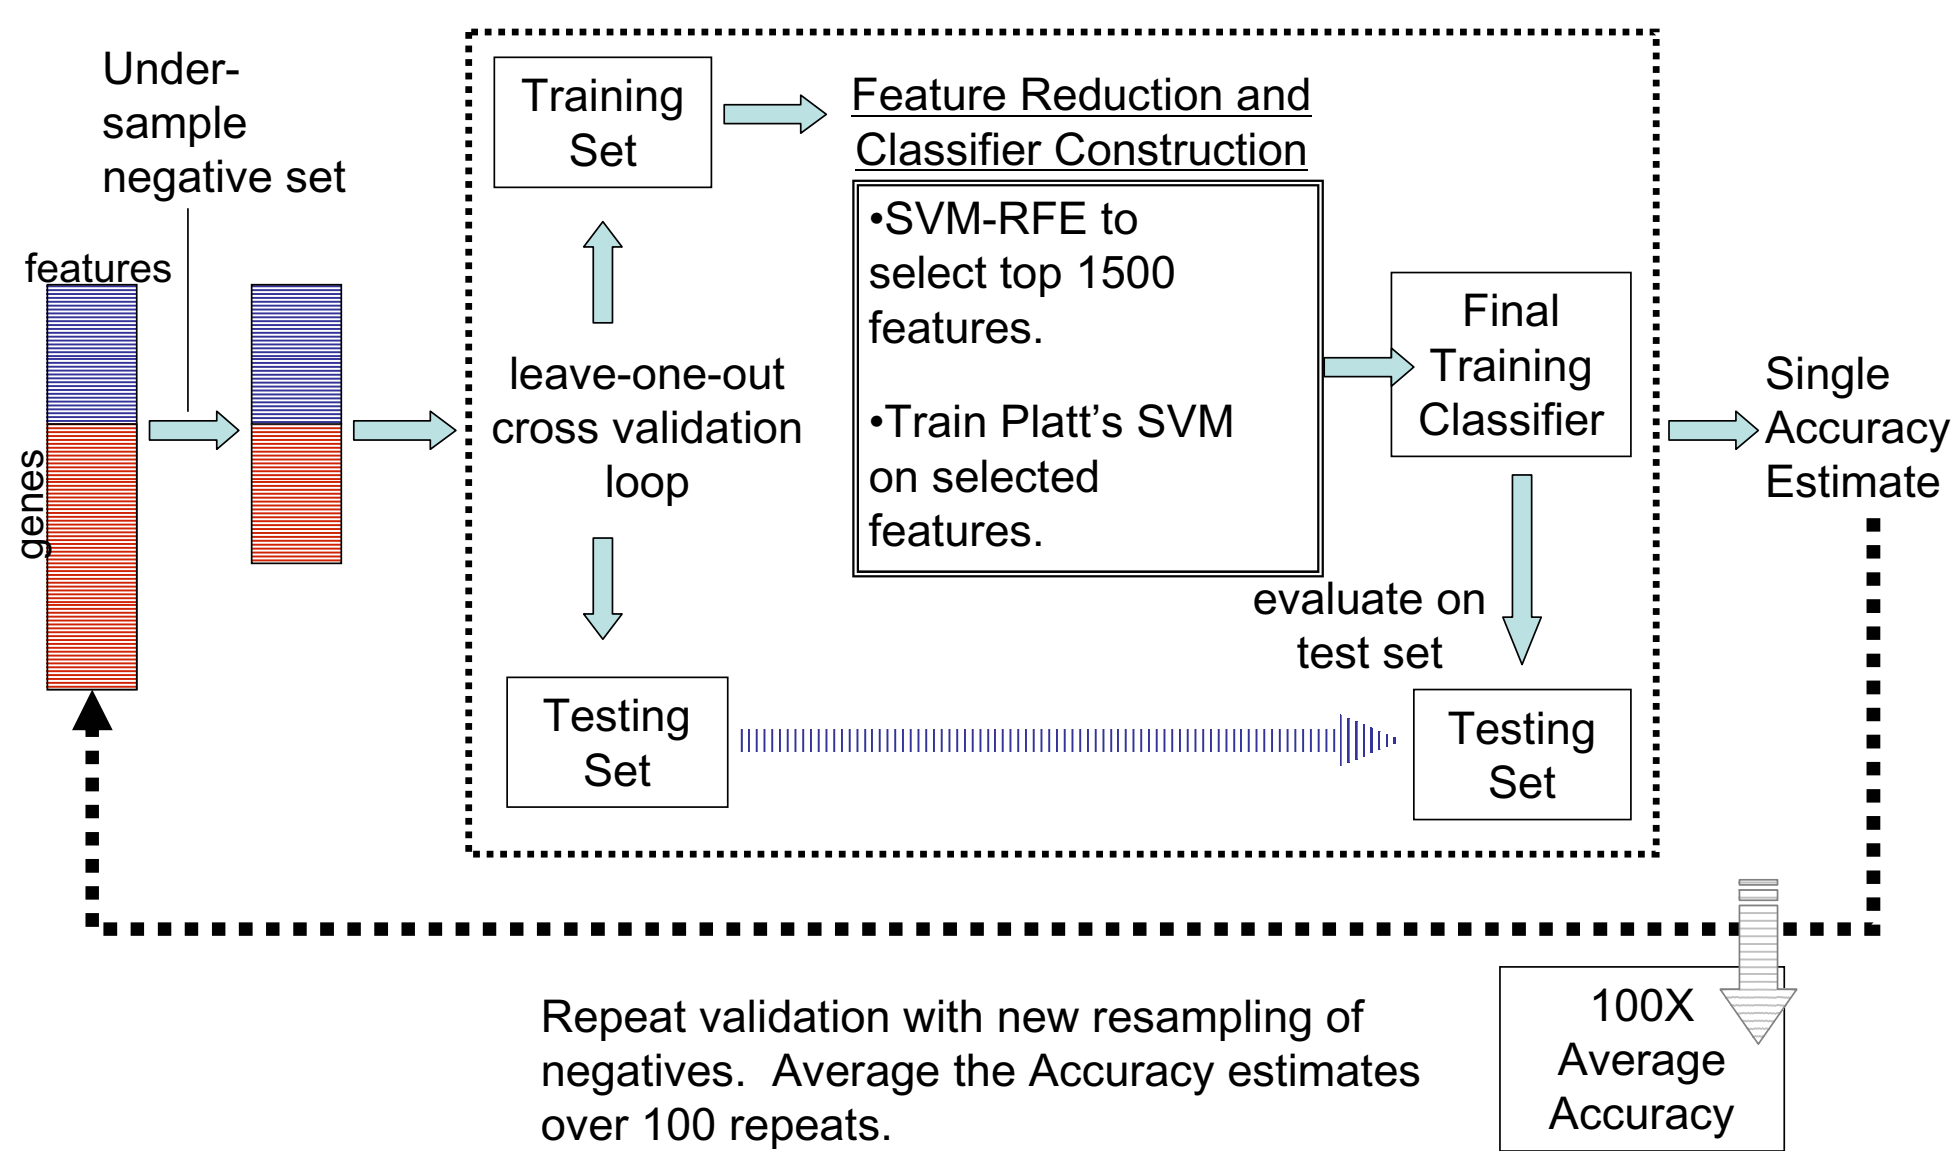 Under-
sample
negative set
features
genes
Training
Set
leave-one-out
cross validation
loop
Testing
Set
Feature Reduction and
Classifier Construction
•SVM-RFE to
select top 1500
features.
•Train Platt’s SVM
on selected
features.
Final
Training
Classifier
evaluate on
test set
Testing
Set
Single
Accuracy
Estimate
Repeat validation with new resampling of
negatives.  Average the Accuracy estimates
over 100 repeats.
100X
Average
Accuracy